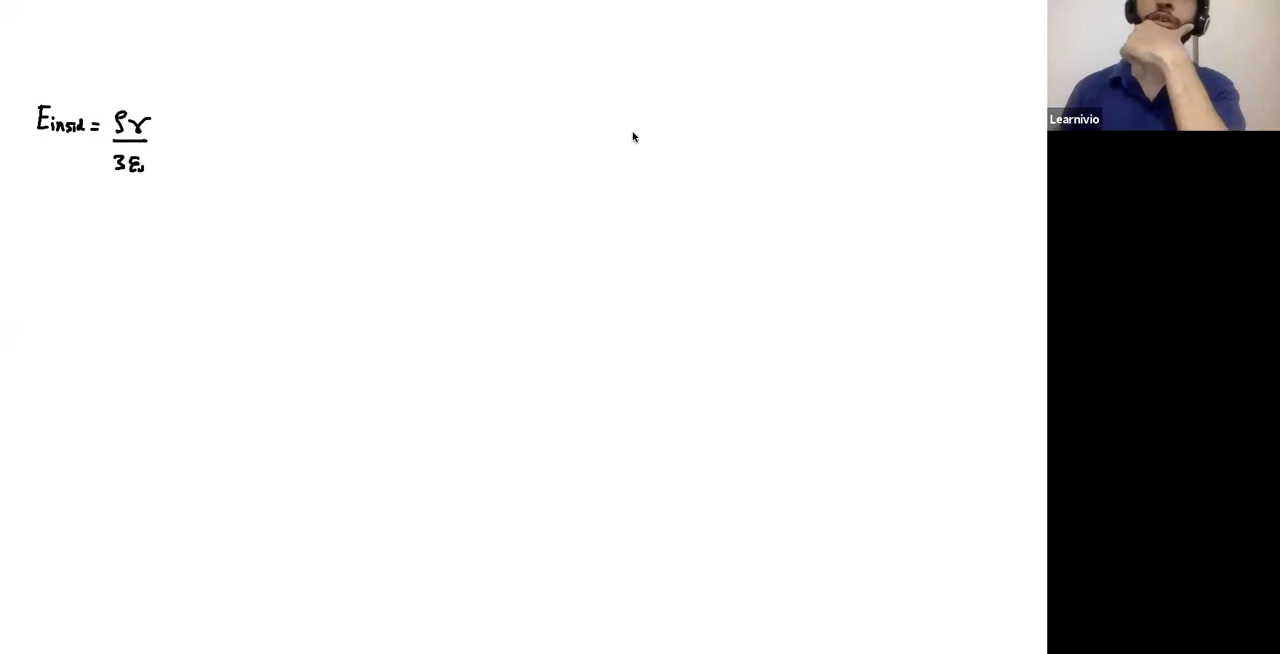 Einsid = ρr
3ε₀
Learnivio